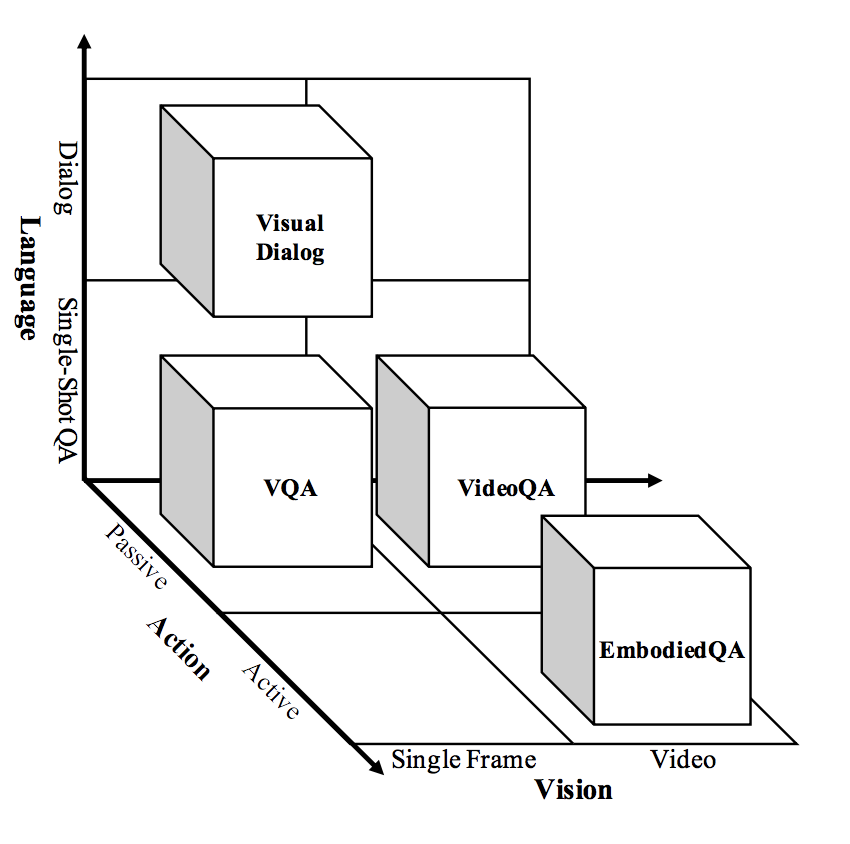 Language
Dialog
Single-Shot QA
Visual
Dialog
VQA
VideoQA
EmbodiedQA
Passive
Action
Active
Single Frame
Video
Vision